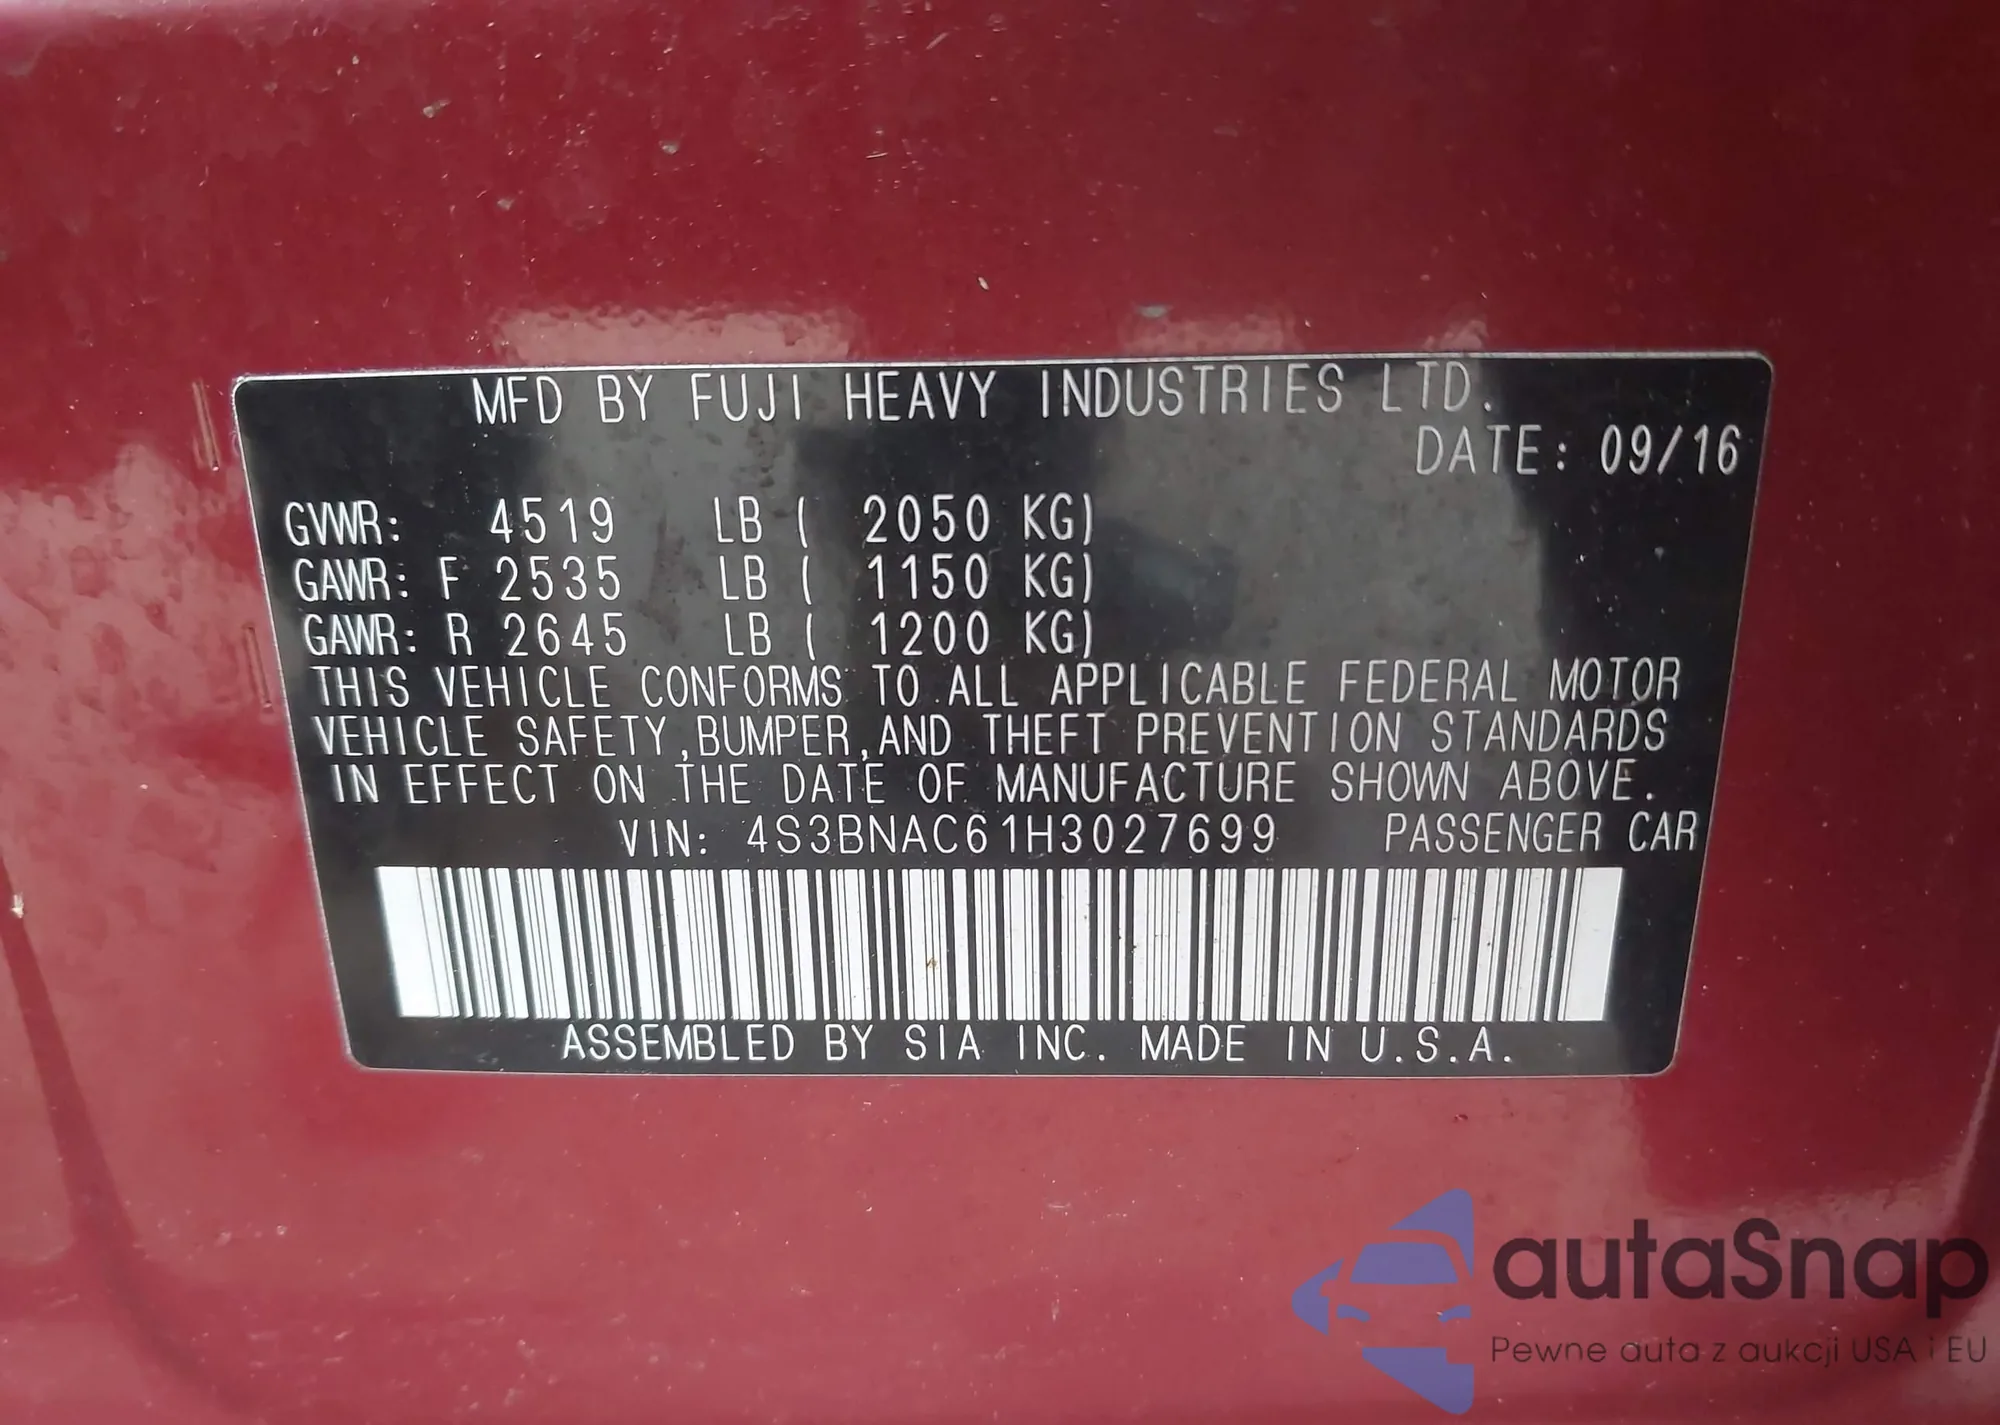 MFD BY FUJI HEAVY INDUSTRIES LTD.
DATE: 09/16
GVWR: 4519 LB ( 2050 KG)
GAWR: F 2535 LB ( 1150 KG)
GAWR: R 2645 LB ( 1200 KG)
THIS VEHICLE CONFORMS TO ALL APPLICABLE FEDERAL MOTOR
VEHICLE SAFETY,BUMPER,AND THEFT PREVENTION STANDARDS
IN EFFECT ON THE DATE OF MANUFACTURE SHOWN ABOVE.
VIN: 4S3BNAC61H3027699 PASSENGER CAR
ASSEMBLED BY SIA INC. MADE IN U.S.A.
autaSnap
Pewne auta z aukcji USA i EU